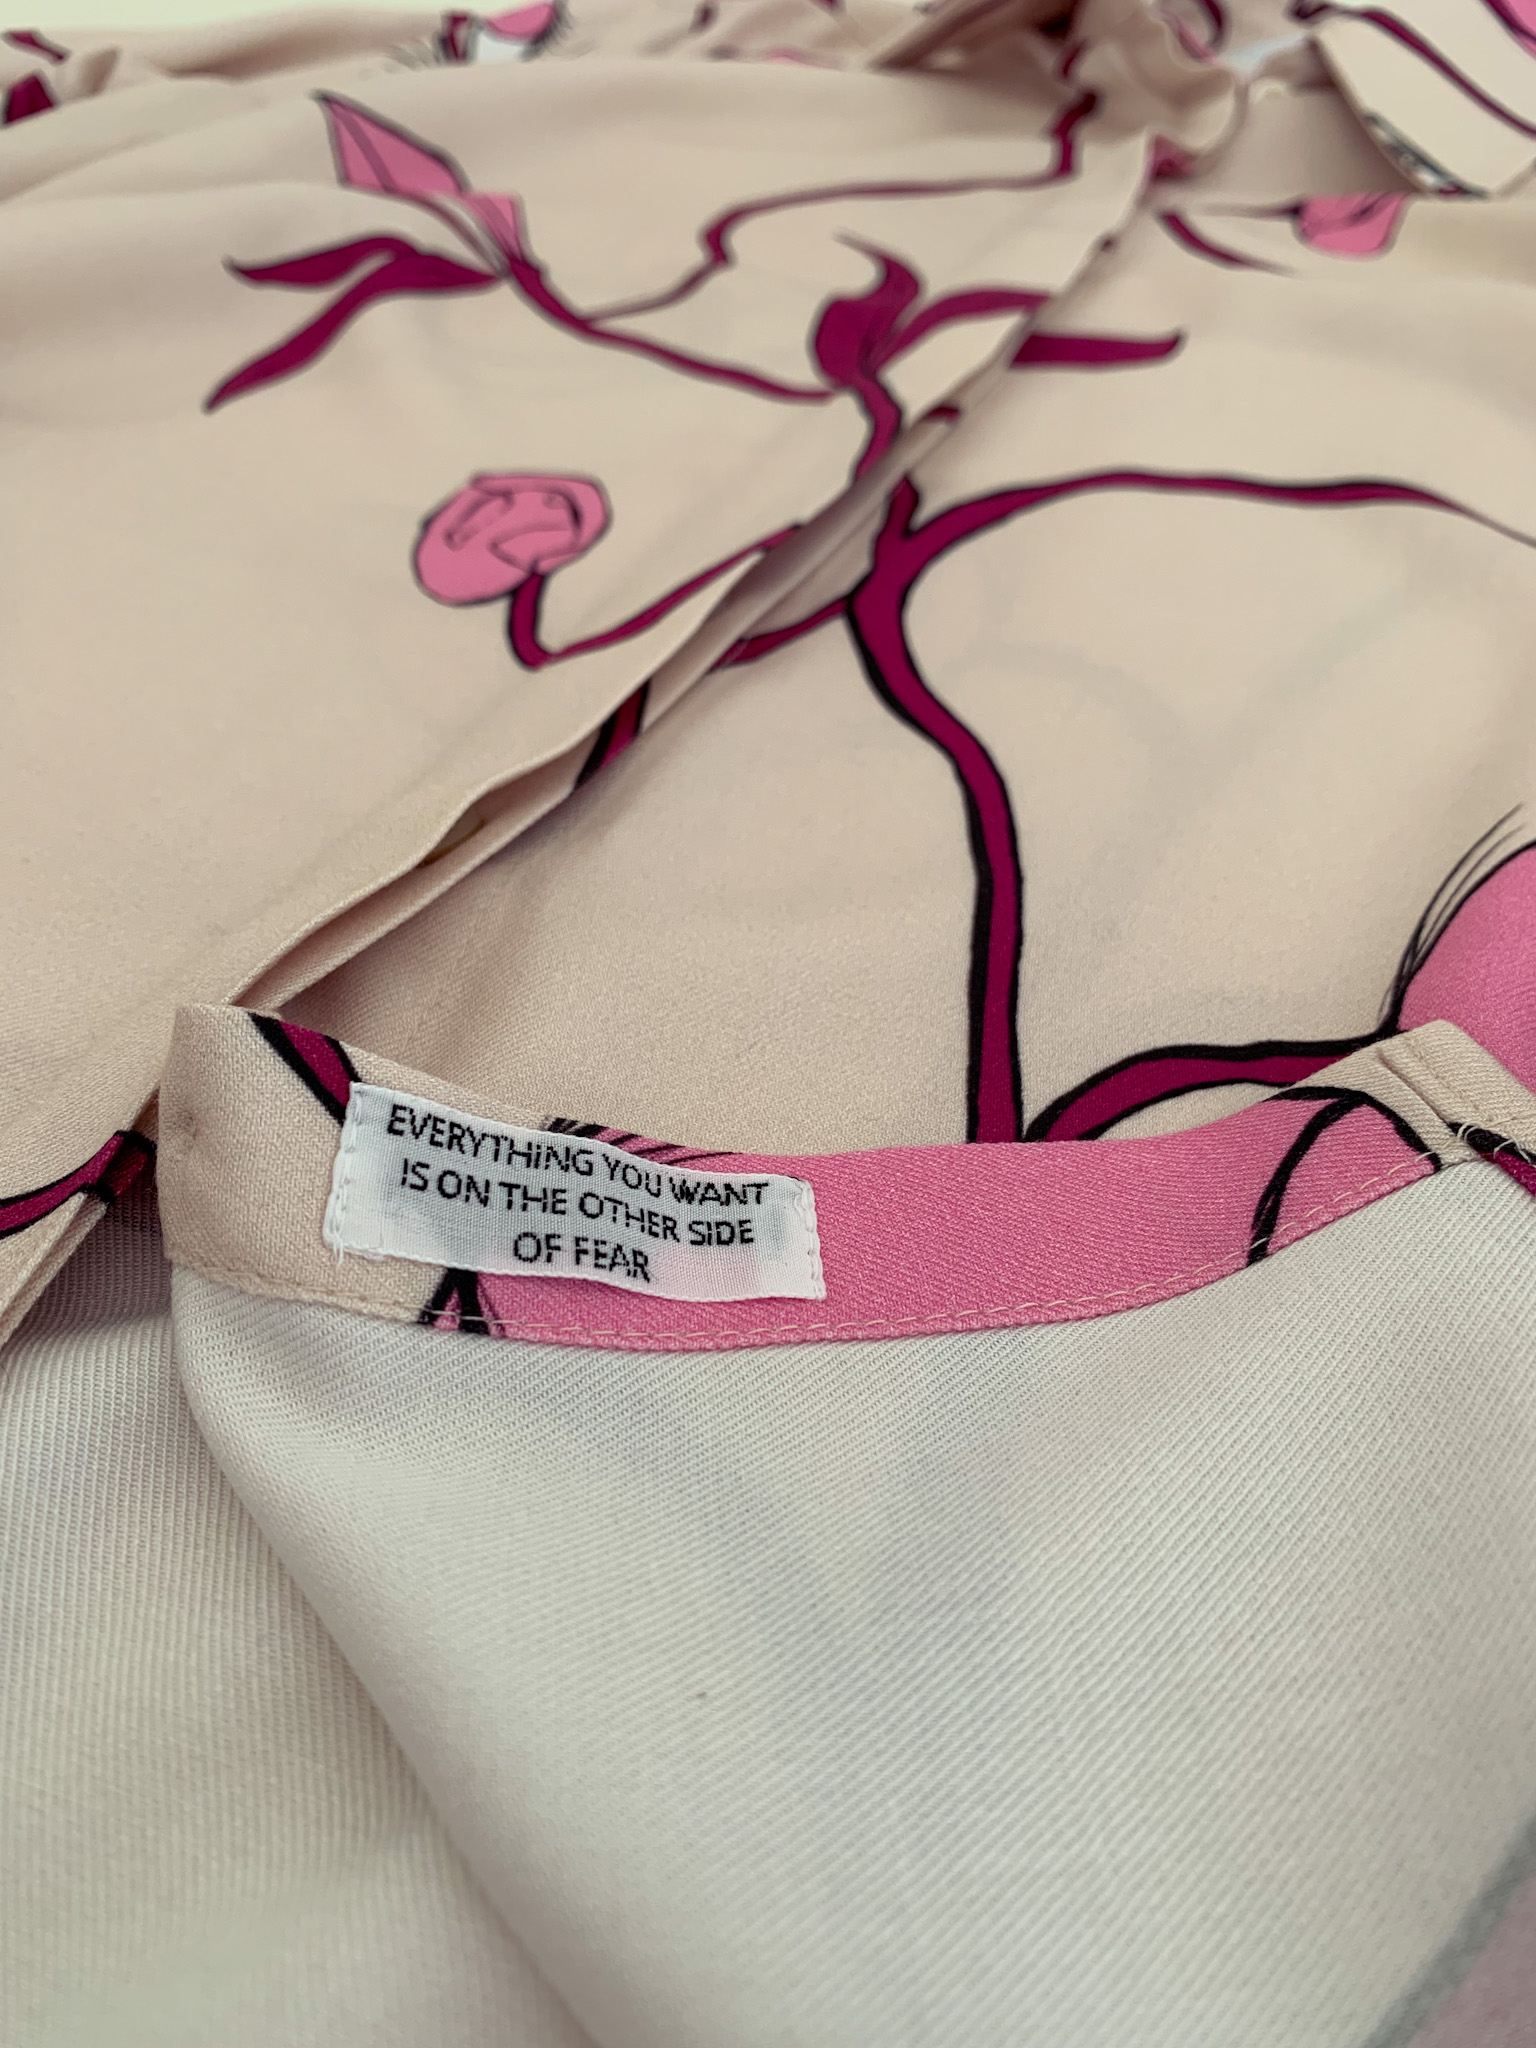 EVERYTHING YOU WANT
IS ON THE OTHER SIDE
OF FEAR